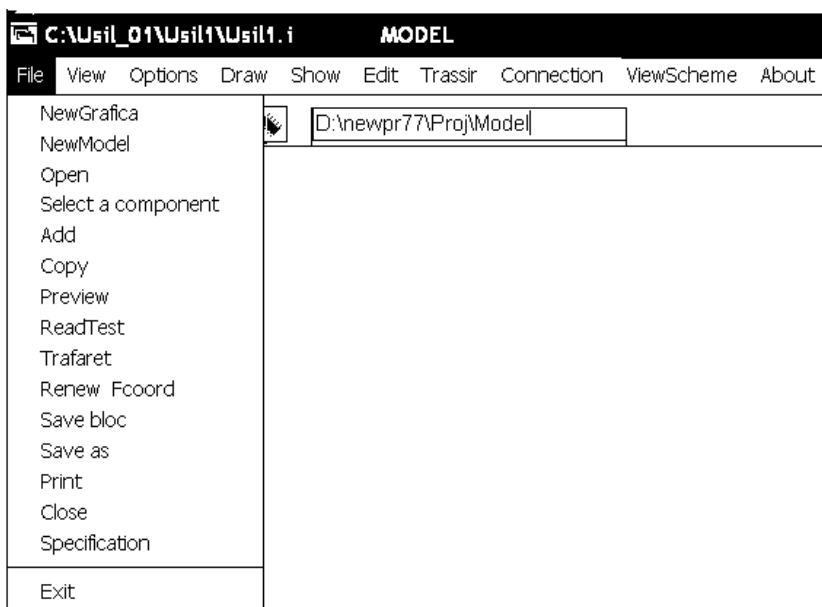 C:\Usil_01\Usil1\Usil1.i MODEL
File View Options Draw Show Edit Trassir Connection ViewScheme About
D:\newpr77\Proj\Model
NewGrafica
NewModel
Open
Select a component
Add
Copy
Preview
ReadTest
Trafaret
Renew Fcoord
Save bloc
Save as
Print
Close
Specification
Exit